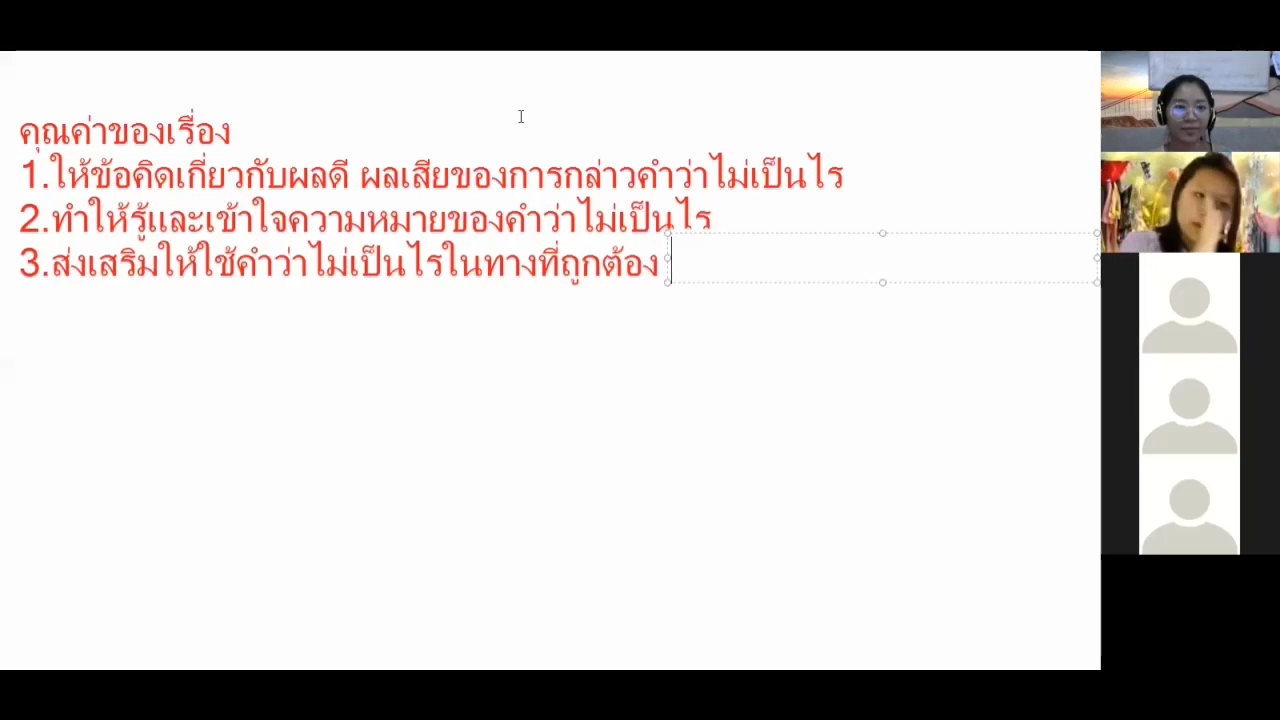 คุณค่าของเรื่อง
1.ให้ข้อคิดเกี่ยวกับผลดี ผลเสียของการกล่าวคำว่าไม่เป็นไร
2.ทำให้รู้และเข้าใจความหมายของคำว่าไม่เป็นไร
3.ส่งเสริมให้ใช้คำว่าไม่เป็นไรในทางที่ถูกต้อง